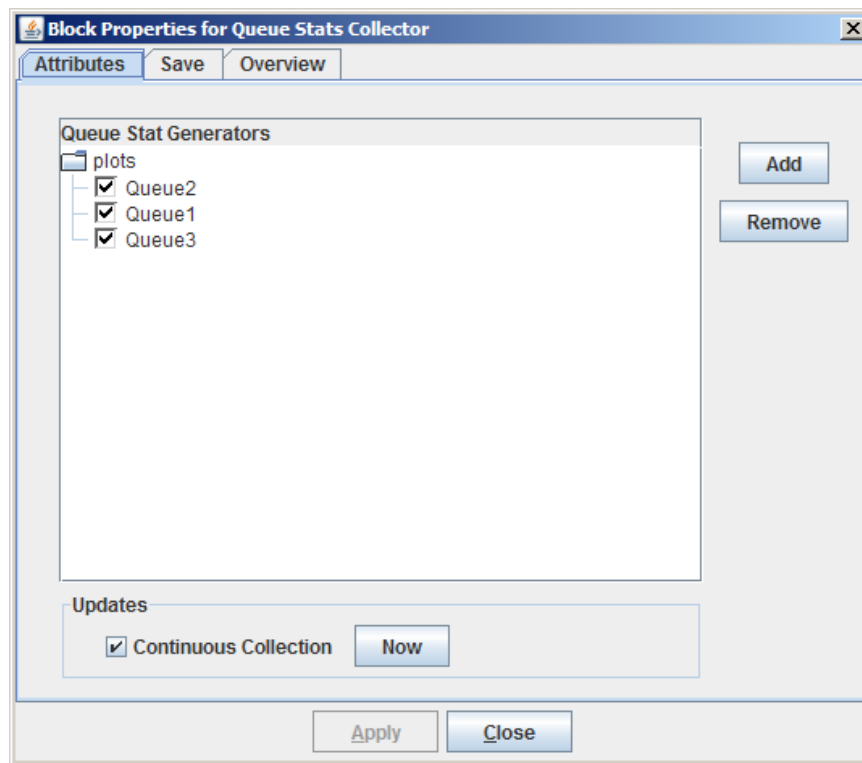 Block Properties for Queue Stats Collector
Attributes Save Overview
Queue Stat Generators
plots
Queue2
Queue1
Queue3
Add
Remove
Updates
Continuous Collection Now
Apply Close